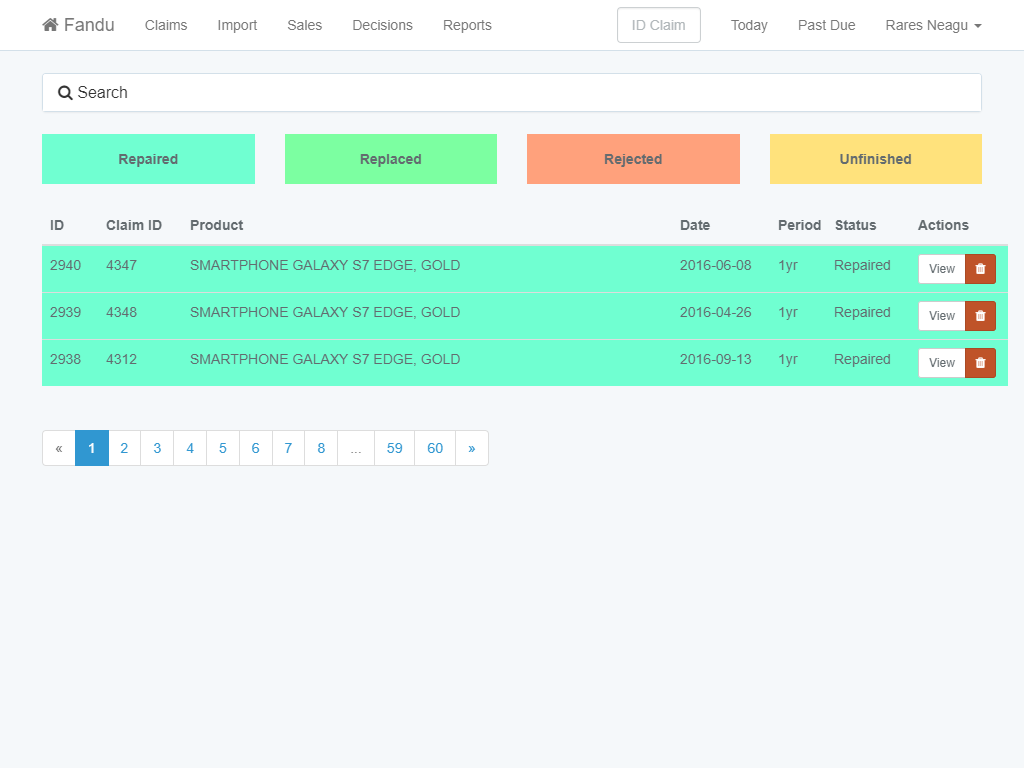 Fandu Claims Import Sales Decisions Reports ID Claim Today Past Due Rares Neagu
Search
Repaired Replaced Rejected Unfinished
ID Claim ID Product Date Period Status Actions
2940 4347 SMARTPHONE GALAXY S7 EDGE, GOLD 2016-06-08 1yr Repaired View
2939 4348 SMARTPHONE GALAXY S7 EDGE, GOLD 2016-04-26 1yr Repaired View
2938 4312 SMARTPHONE GALAXY S7 EDGE, GOLD 2016-09-13 1yr Repaired View
« 1 2 3 4 5 6 7 8 ... 59 60 »